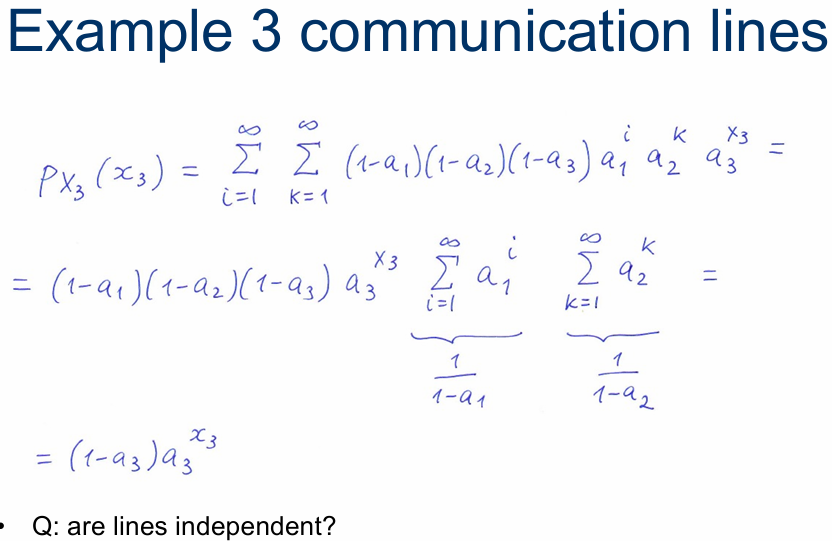 Example 3 communication lines
p_{X_3}(x_3) = \sum_{i=1}^{\infty} \sum_{k=1}^{\infty} (1-a_1)(1-a_2)(1-a_3) a_1^i a_2^k a_3^{x_3} =
= (1-a_1)(1-a_2)(1-a_3) a_3^{x_3} \underbrace{\sum_{i=1}^{\infty} a_1^i}_{\frac{1}{1-a_1}} \underbrace{\sum_{k=1}^{\infty} a_2^k}_{\frac{1}{1-a_2}} =
= (1-a_3)a_3^{x_3}
• Q: are lines independent?